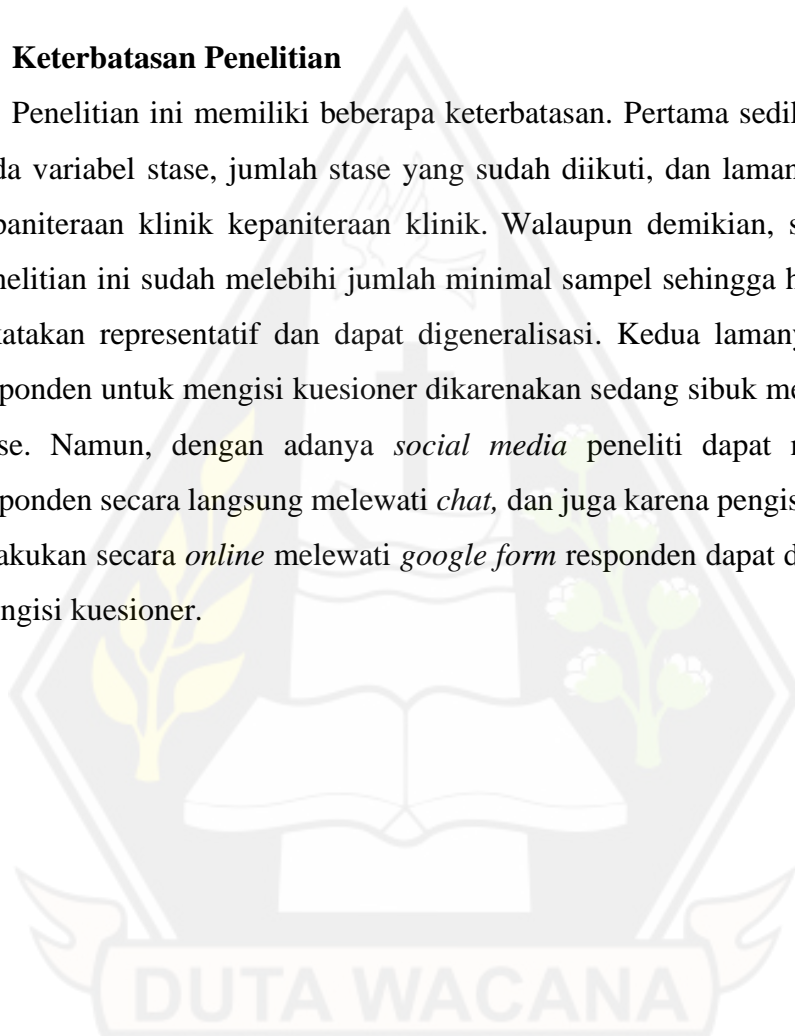 Keterbatasan Penelitian
Penelitian ini memiliki beberapa keterbatasan. Pertama sedil
da variabel stase, jumlah stase yang sudah diikuti, dan laman
paniteraan klinik kepaniteraan klinik. Walaupun demikian, s
nelitian ini sudah melebihi jumlah minimal sampel sehingga h
katakan representatif dan dapat digeneralisasi. Kedua lamany
ponden untuk mengisi kuesioner dikarenakan sedang sibuk me
se. Namun, dengan adanya social media peneliti dapat r
ponden secara langsung melewati chat, dan juga karena pengis
akukan secara online melewati google form responden dapat d
ngisi kuesioner.
DUTA WACANA